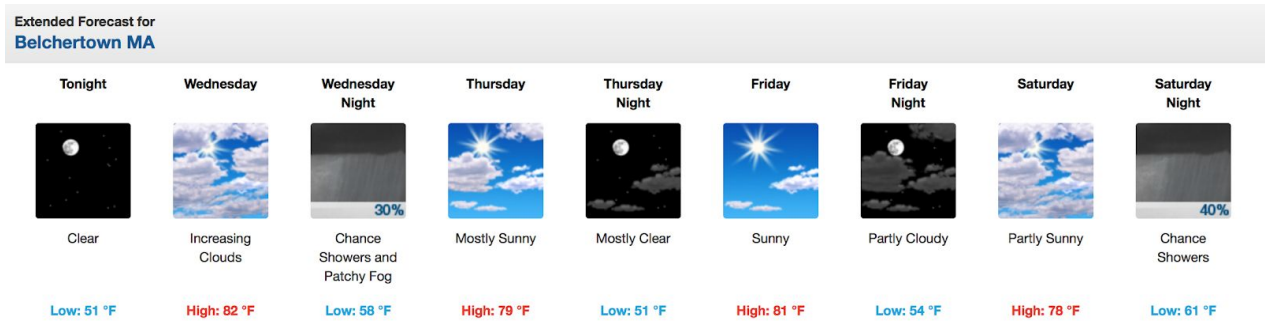 Extended Forecast for
Belchertown MA
Tonight
Wednesday
Wednesday
Night
Thursday
Thursday
Night
Friday
Friday
Night
Saturday
Saturday
Night
30%
40%
Clear
Increasing
Clouds
Chance
Showers and
Patchy Fog
Mostly Sunny
Mostly Clear
Sunny
Partly Cloudy
Partly Sunny
Chance
Showers
Low: 51 °F
High: 82 °F
Low: 58 °F
High: 79 °F
Low: 51 °F
High: 81 °F
Low: 54 °F
High: 78 °F
Low: 61 °F